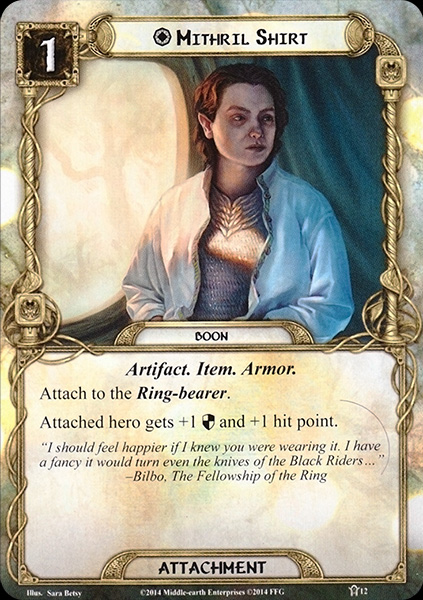 1
Mithril Shirt
Boon
Artifact. Item. Armor.
Attach to the Ring-bearer.
Attached hero gets +1 and +1 hit point.
“I should feel happier if I knew you were wearing it. I have
a fancy it would turn even the knives of the Black Riders…”
–Bilbo, The Fellowship of the Ring
Attachment
Illus. Sara Betsy ©2014 Middle-earth Enterprises ©2014 FFG 12